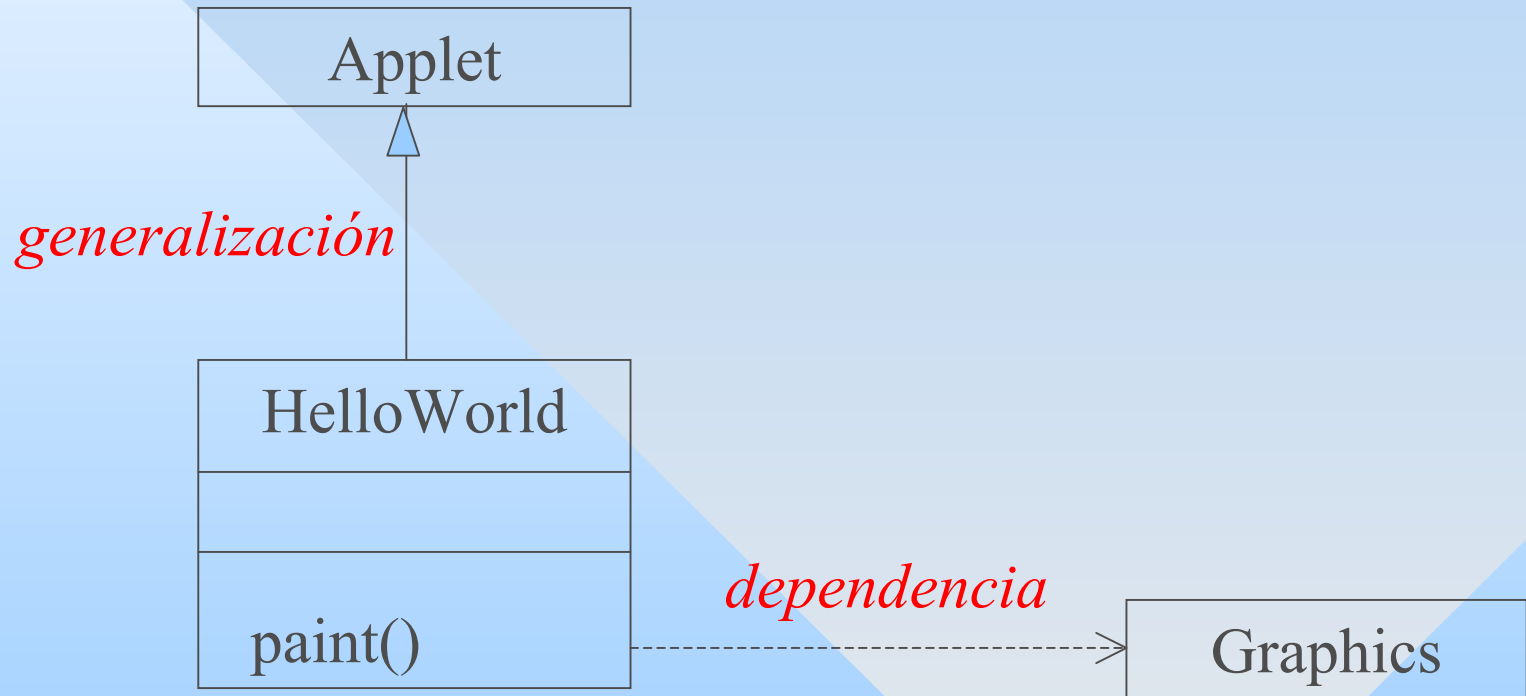 Applet
generalización
HelloWorld
dependencia
paint()
Graphics